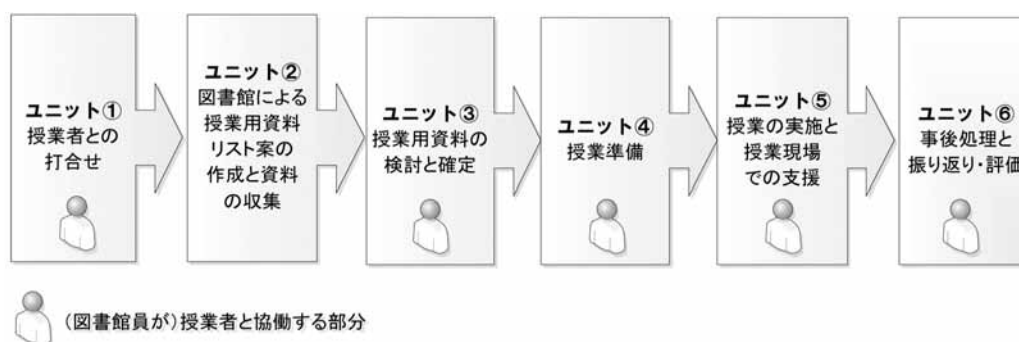 ユニット①
授業者との
打合せ
ユニット②
図書館による
授業用資料
リスト案の
作成と資料
の収集
ユニット③
授業用資料の
検討と確定
ユニット④
授業準備
ユニット⑤
授業の実施と
授業現場
での支援
ユニット⑥
事後処理と
振り返り・評価
(図書館員が)授業者と協働する部分